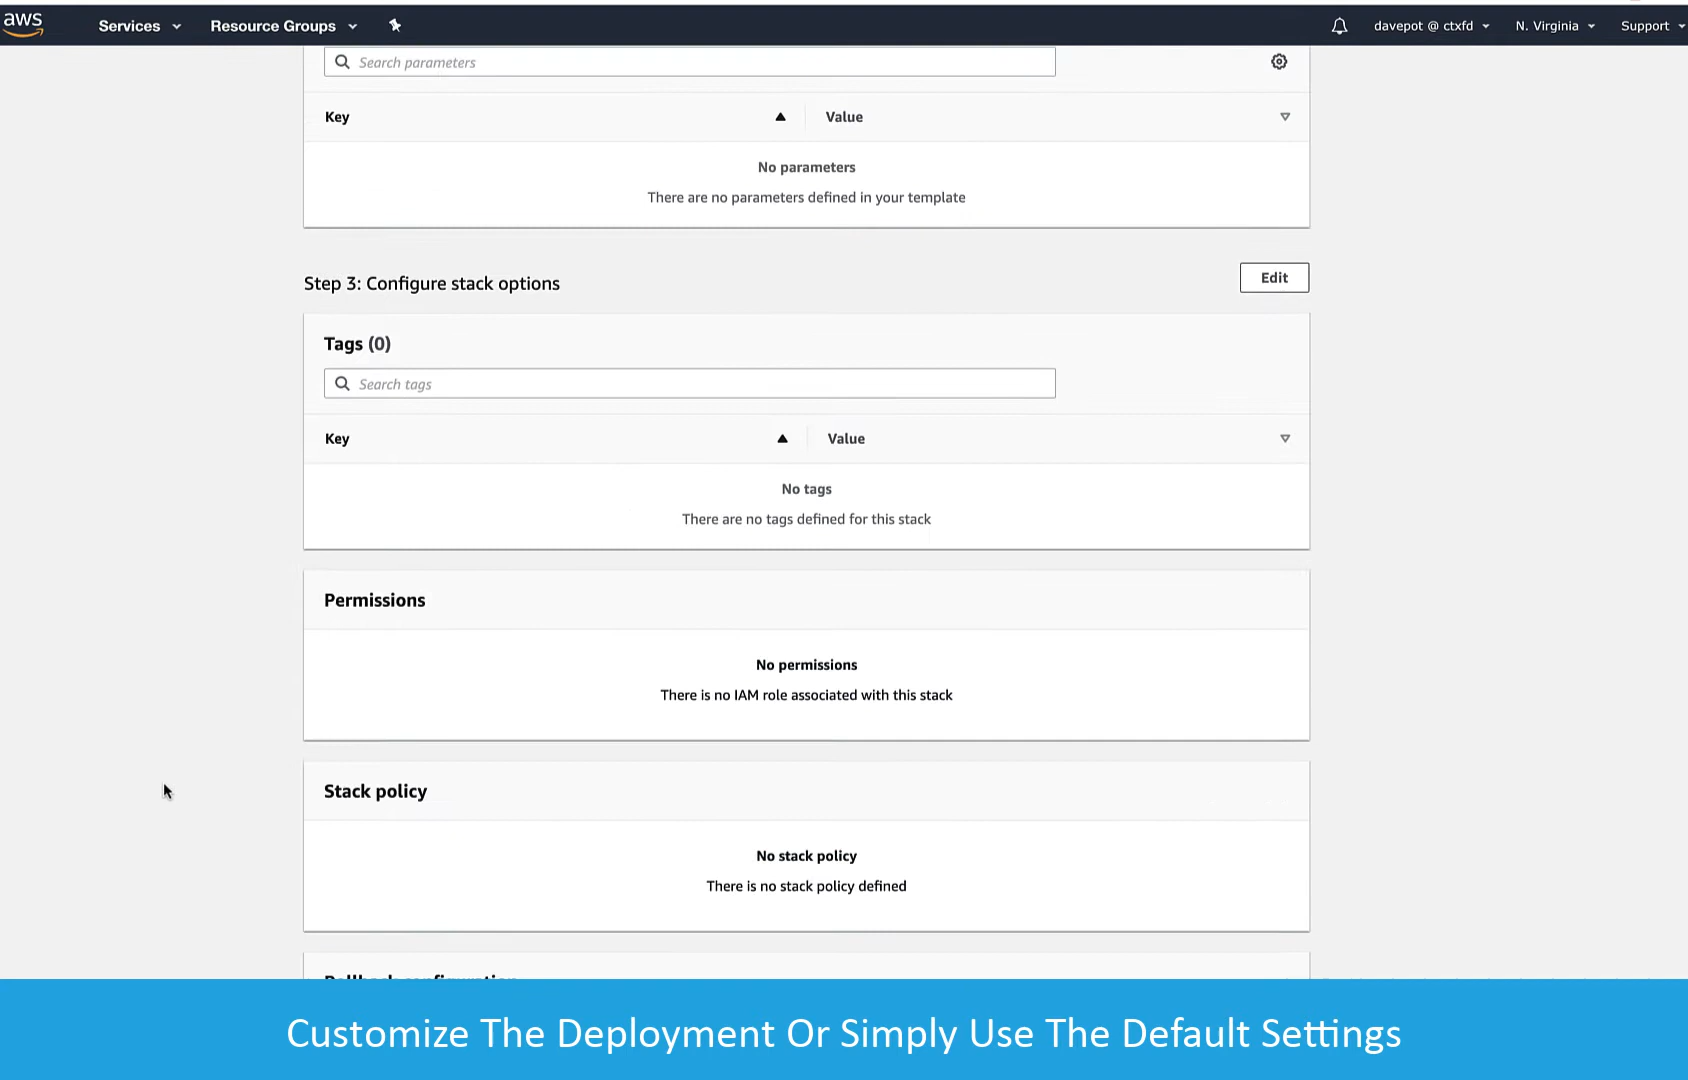 aws Services Resource Groups davepot @ ctxfd N. Virginia Support
Search parameters
Key Value
No parameters
There are no parameters defined in your template
Step 3: Configure stack options Edit
Tags (0)
Search tags
Key Value
No tags
There are no tags defined for this stack
Permissions
No permissions
There is no IAM role associated with this stack
Stack policy
No stack policy
There is no stack policy defined
Rollback configuration
Customize The Deployment Or Simply Use The Default Settings